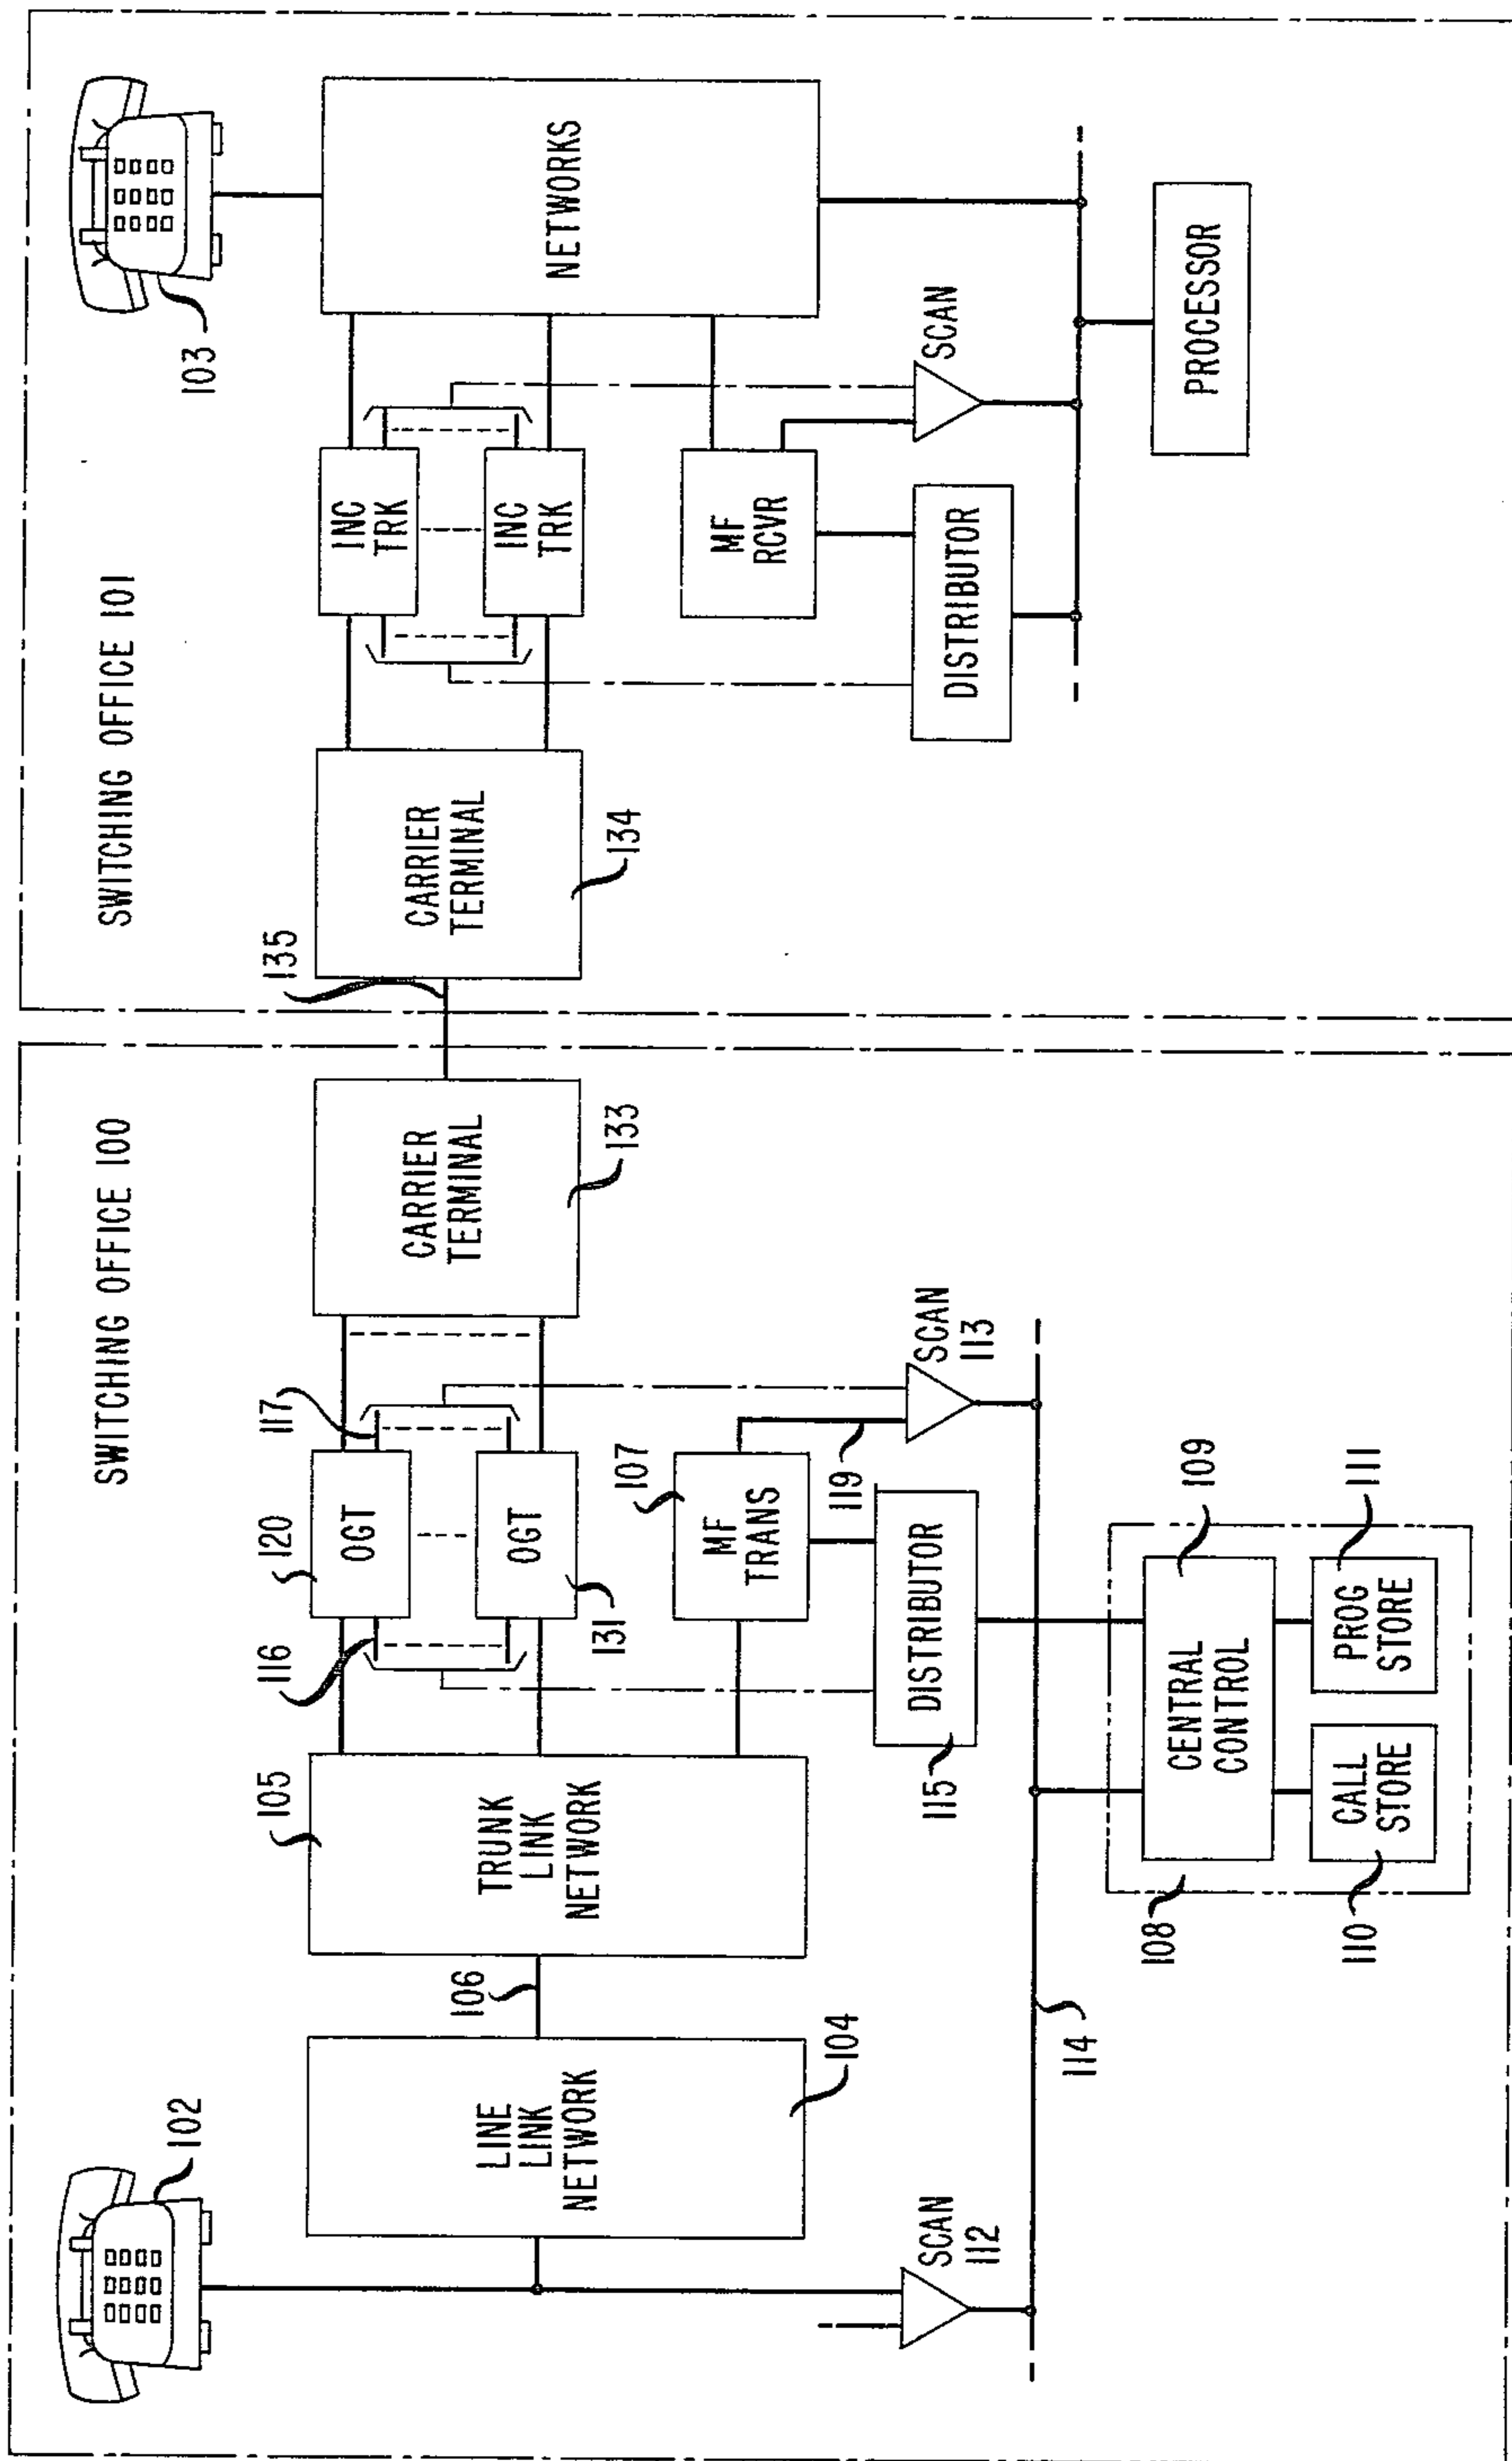 SWITCHING OFFICE 100
102
LINE
LINK
NETWORK
104
106
TRUNK
LINK
NETWORK
105
116
117
120
OGT
OGT
131
107
MF
TRANS
119
SCAN
113
DISTRIBUTOR
115
SCAN
112
114
108
CENTRAL
CONTROL
109
CALL
STORE
110
PROG
STORE
111
CARRIER
TERMINAL
133
135
SWITCHING OFFICE 101
CARRIER
TERMINAL
134
INC
TRK
INC
TRK
MF
RCVR
SCAN
DISTRIBUTOR
NETWORKS
103
PROCESSOR